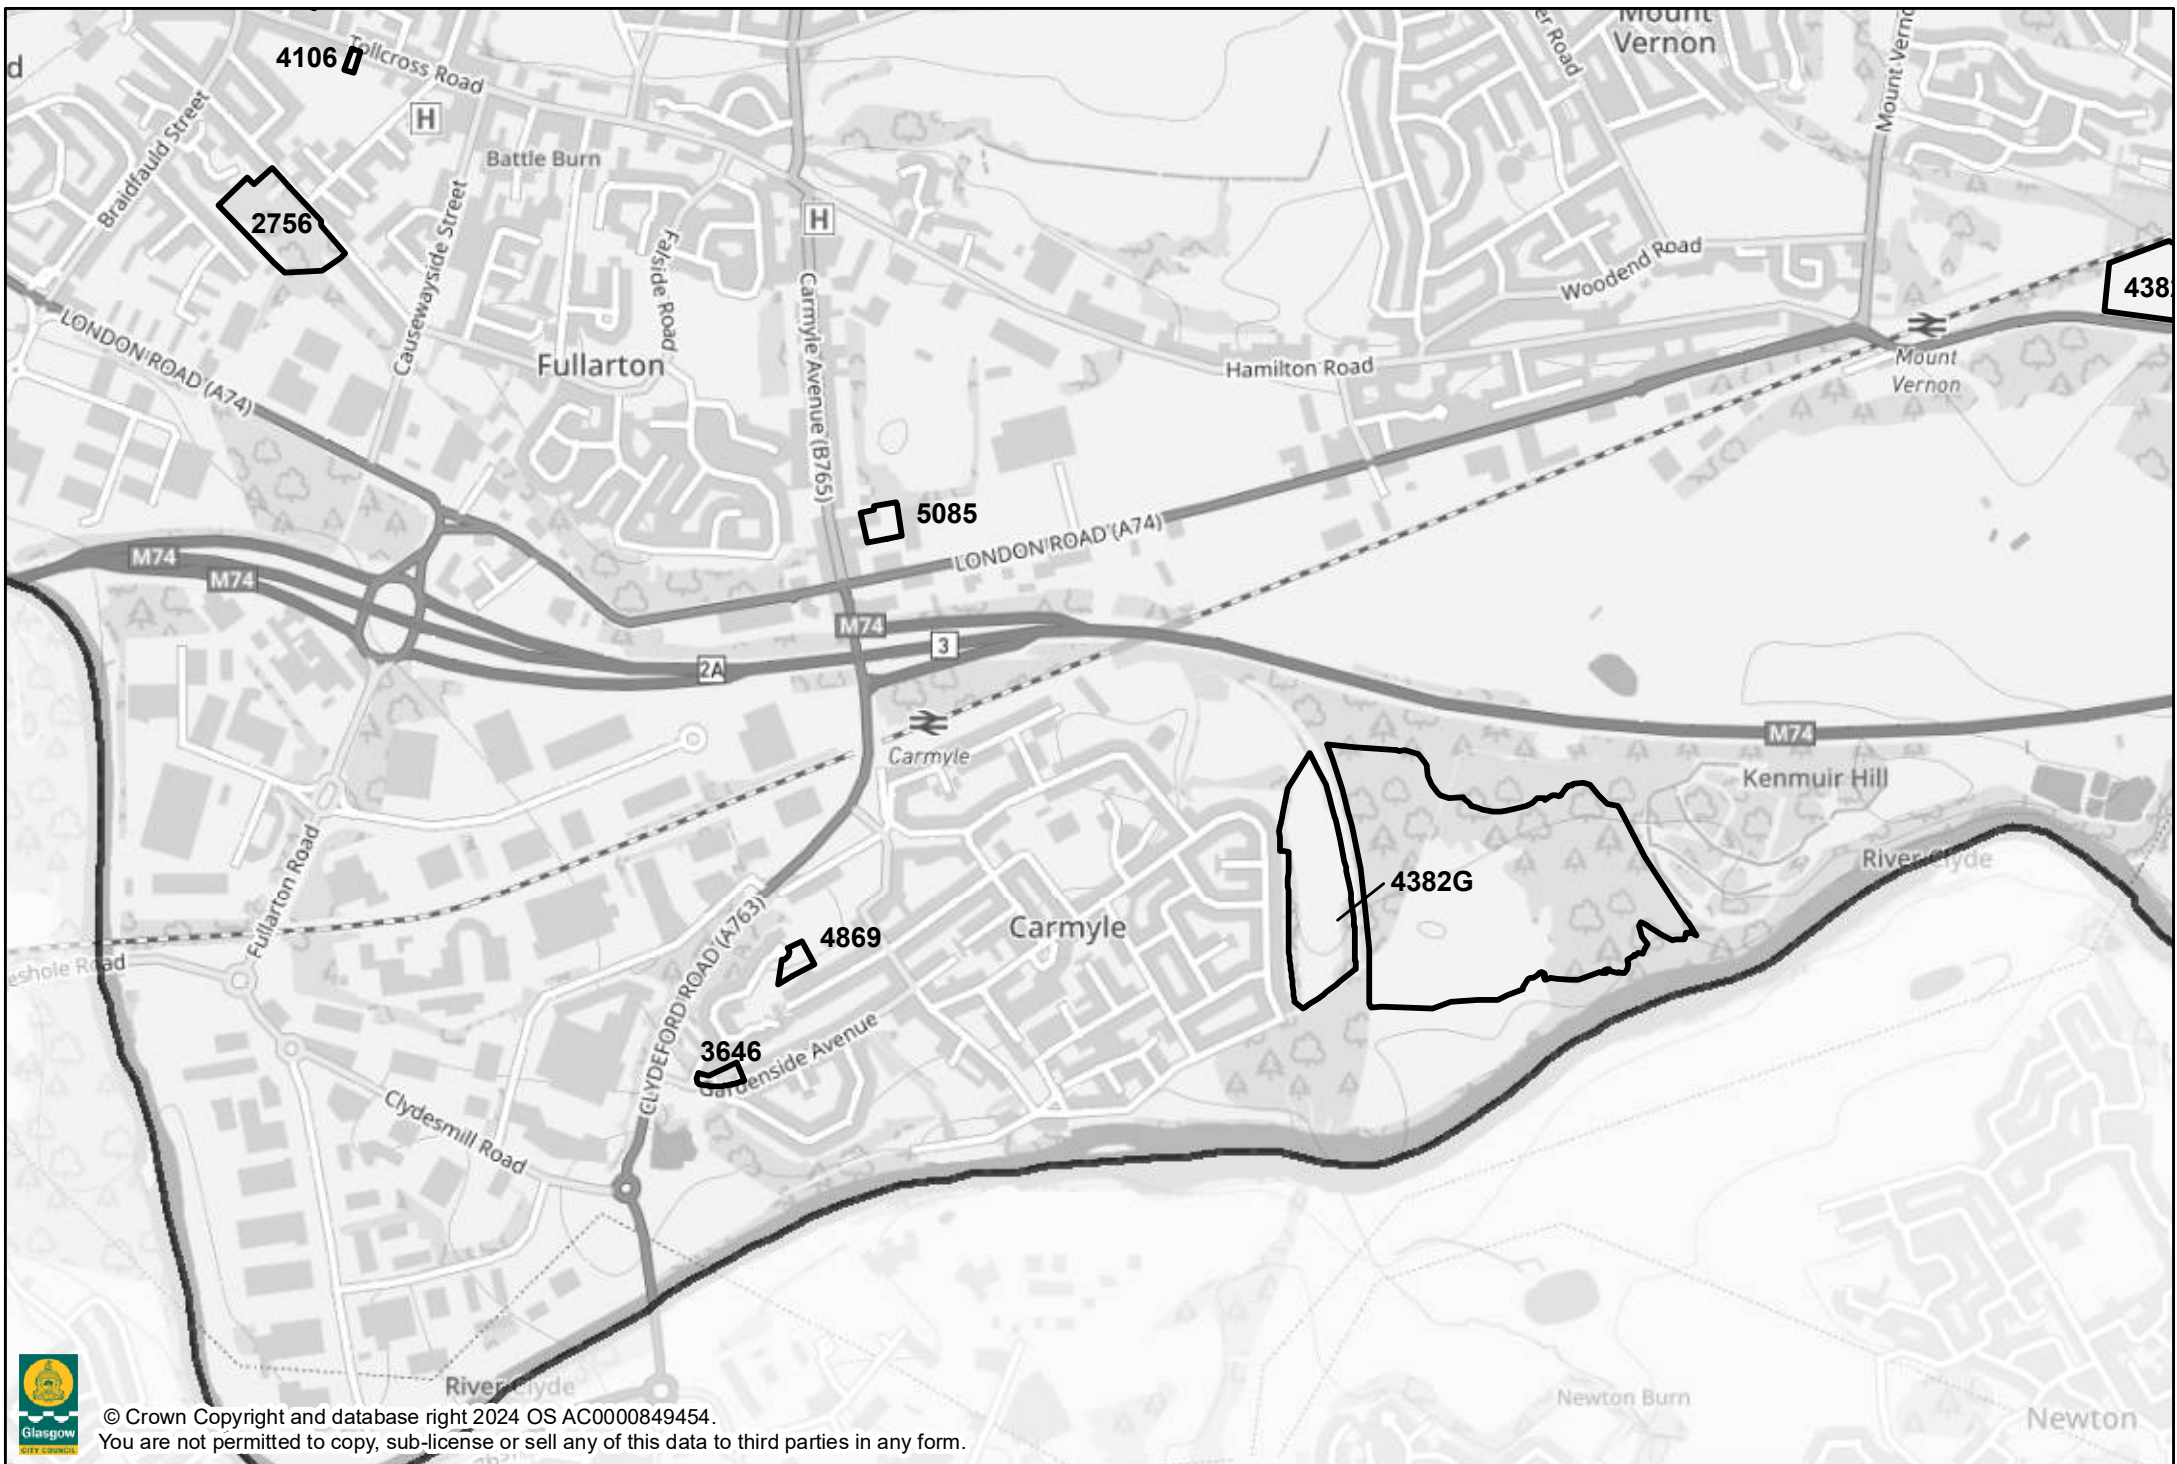 Mount
Vernon
4106
Tollcross Road
H
Mount Vern
Braidfauld Street
Battle Burn
2756
Causewayside Street
Falside Road
H
Woodend Road
Carmyle Avenue (B765)
438
LONDON ROAD (A74)
Fullarton
Hamilton Road
Mount
Vernon
5085
LONDON ROAD (A74)
M74
M74
M74
3
2A
Carmyle
M74
Kenmuir Hill
River Clyde
4382G
Fullarton Road
4869
Carmyle
CLYDEFORD ROAD (A763)
eshole Road
3646
Gardenside Avenue
Clydesmill Road
River Clyde
Newton Burn
Newton
Glasgow
CITY COUNCIL
© Crown Copyright and database right 2024 OS AC0000849454.
You are not permitted to copy, sub-license or sell any of this data to third parties in any form.